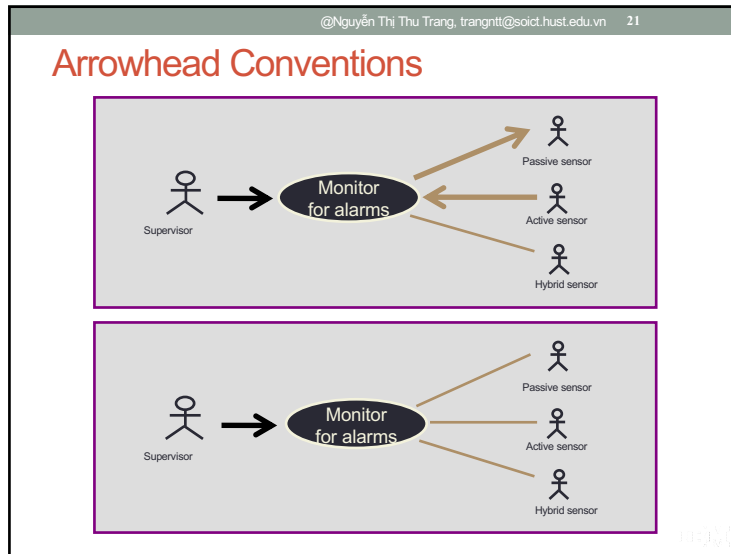 @Nguyễn Thị Thu Trang, trangntt@soict.hust.edu.vn 21
Arrowhead Conventions
Supervisor
Monitor
for alarms
Passive sensor
Active sensor
Hybrid sensor
Supervisor
Monitor
for alarms
Passive sensor
Active sensor
Hybrid sensor